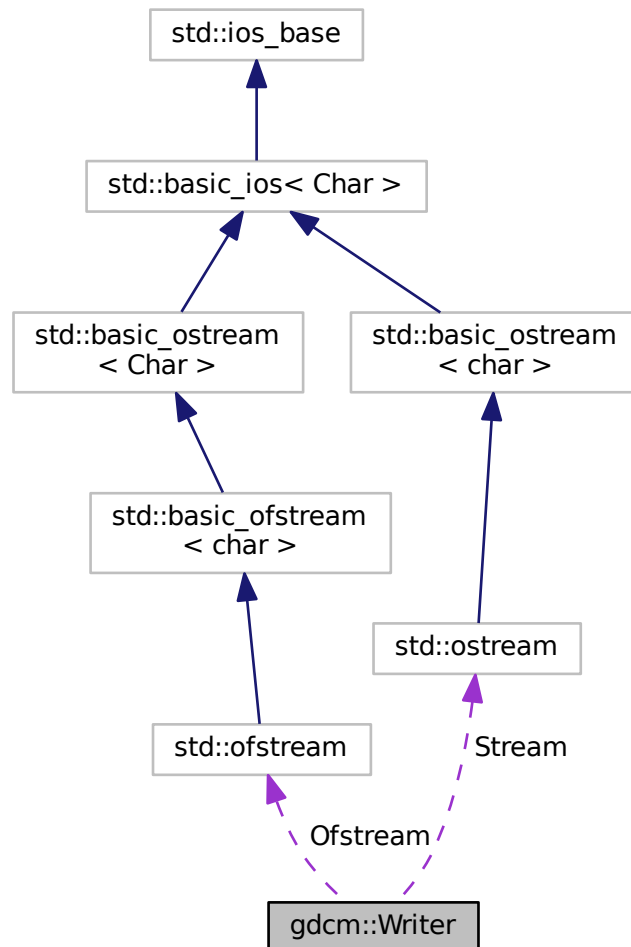 std::ios_base
std::basic_ios< Char >
std::basic_ostream
< Char >
std::basic_ostream
< char >
std::basic_ofstream
< char >
std::ostream
std::ofstream
Stream
Ofstream
gdcm::Writer